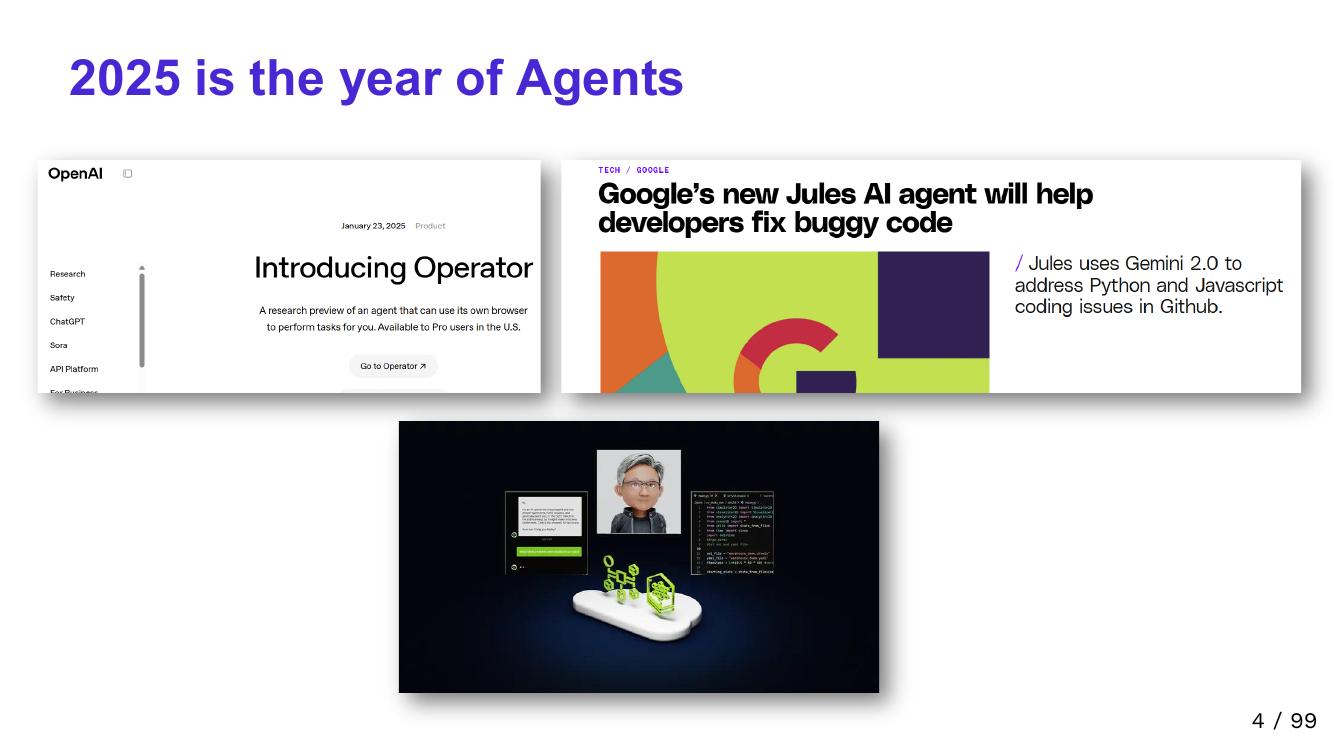 2025 is the year of Agents
OpenAI
January 23, 2025 Product
Introducing Operator
A research preview of an agent that can use its own browser
to perform tasks for you. Available to Pro users in the U.S.
Go to Operator ↗
Research
Safety
ChatGPT
Sora
API Platform
For Business
TECH / GOOGLE
Google’s new Jules AI agent will help
developers fix buggy code
/ Jules uses Gemini 2.0 to
address Python and Javascript
coding issues in Github.
4 / 99